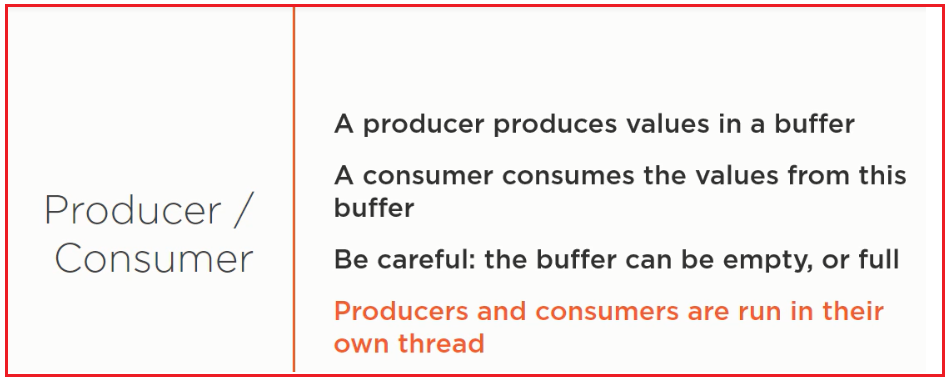 Producer /
Consumer
A producer produces values in a buffer
A consumer consumes the values from this
buffer
Be careful: the buffer can be empty, or full
Producers and consumers are run in their
own thread